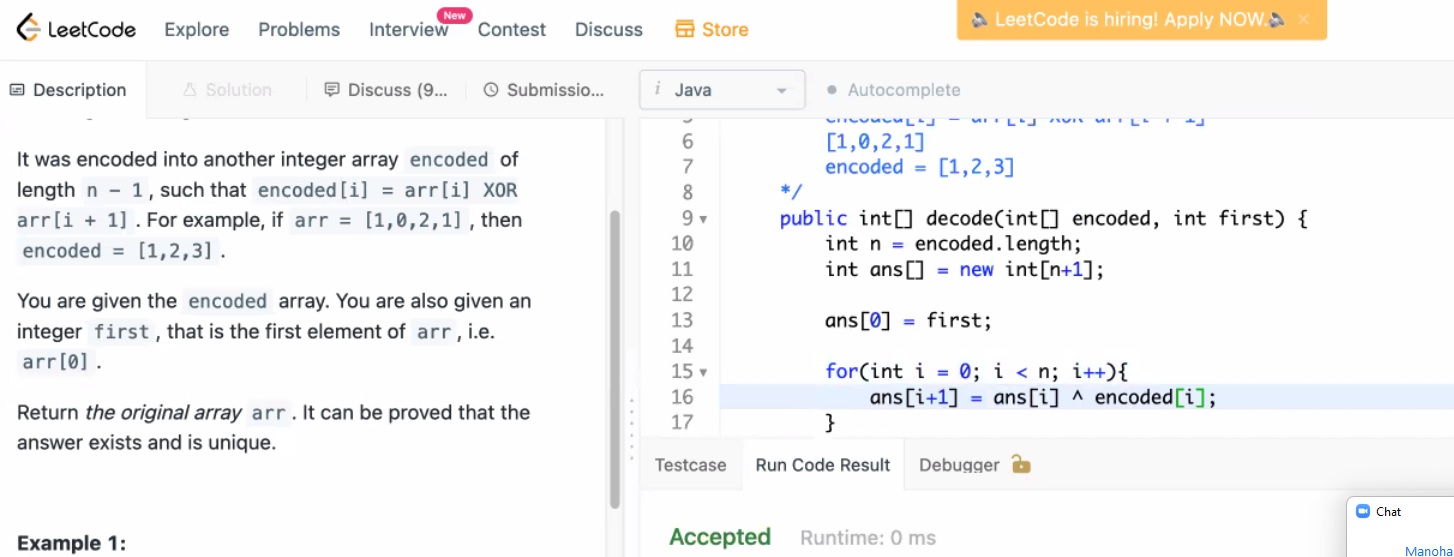 LeetCode Explore Problems Interview New Contest Discuss Store
LeetCode is hiring! Apply NOW. ×
Description Solution Discuss (9... Submissio... i Java Autocomplete
It was encoded into another integer array encoded of
length n - 1, such that encoded[i] = arr[i] XOR
arr[i + 1]. For example, if arr = [1,0,2,1], then
encoded = [1,2,3].
You are given the encoded array. You are also given an
integer first, that is the first element of arr, i.e.
arr[0].
Return the original array arr. It can be proved that the
answer exists and is unique.
Example 1:
5 encoded[i] = arr[i] XOR arr[i + 1]
6 [1,0,2,1]
7 encoded = [1,2,3]
8 */
9 public int[] decode(int[] encoded, int first) {
10 int n = encoded.length;
11 int ans[] = new int[n+1];
12
13 ans[0] = first;
14
15 for(int i = 0; i < n; i++){
16 ans[i+1] = ans[i] ^ encoded[i];
17 }
Testcase Run Code Result Debugger
Accepted Runtime: 0 ms
Chat
Manoha